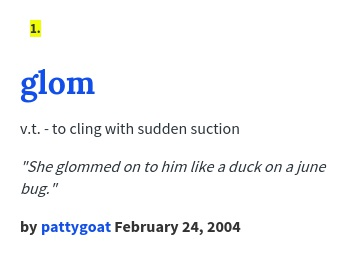 1.
glom
v.t. - to cling with sudden suction
"She glommed on to him like a duck on a june
bug."
by pattygoat February 24, 2004